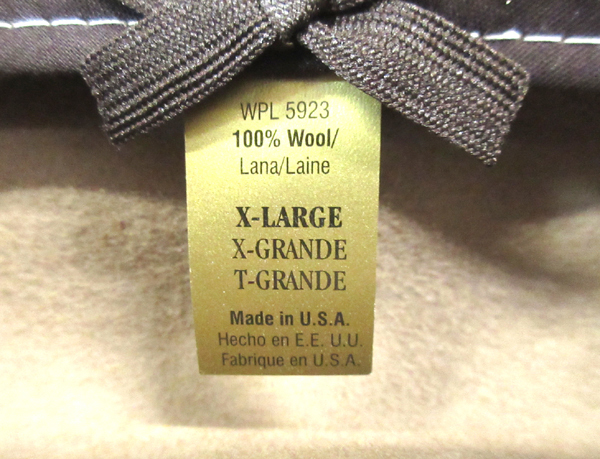 WPL 5923
100% Wool/
Lana/Laine
X-LARGE
X-GRANDE
T-GRANDE
Made in U.S.A.
Hecho en E.E. U.U.
Fabrique en U.S.A.